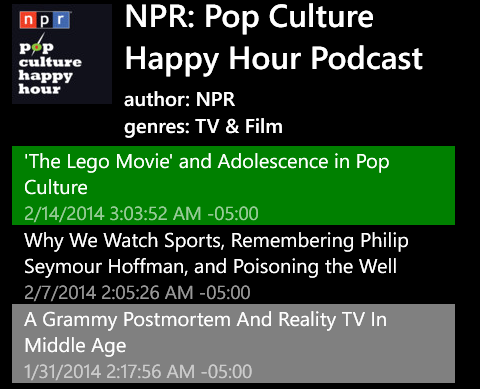 npr
pop
culture
happy
hour
NPR: Pop Culture
Happy Hour Podcast
author: NPR
genres: TV & Film
'The Lego Movie' and Adolescence in Pop
Culture
2/14/2014 3:03:52 AM -05:00
Why We Watch Sports, Remembering Philip
Seymour Hoffman, and Poisoning the Well
2/7/2014 2:05:26 AM -05:00
A Grammy Postmortem And Reality TV In
Middle Age
1/31/2014 2:17:56 AM -05:00